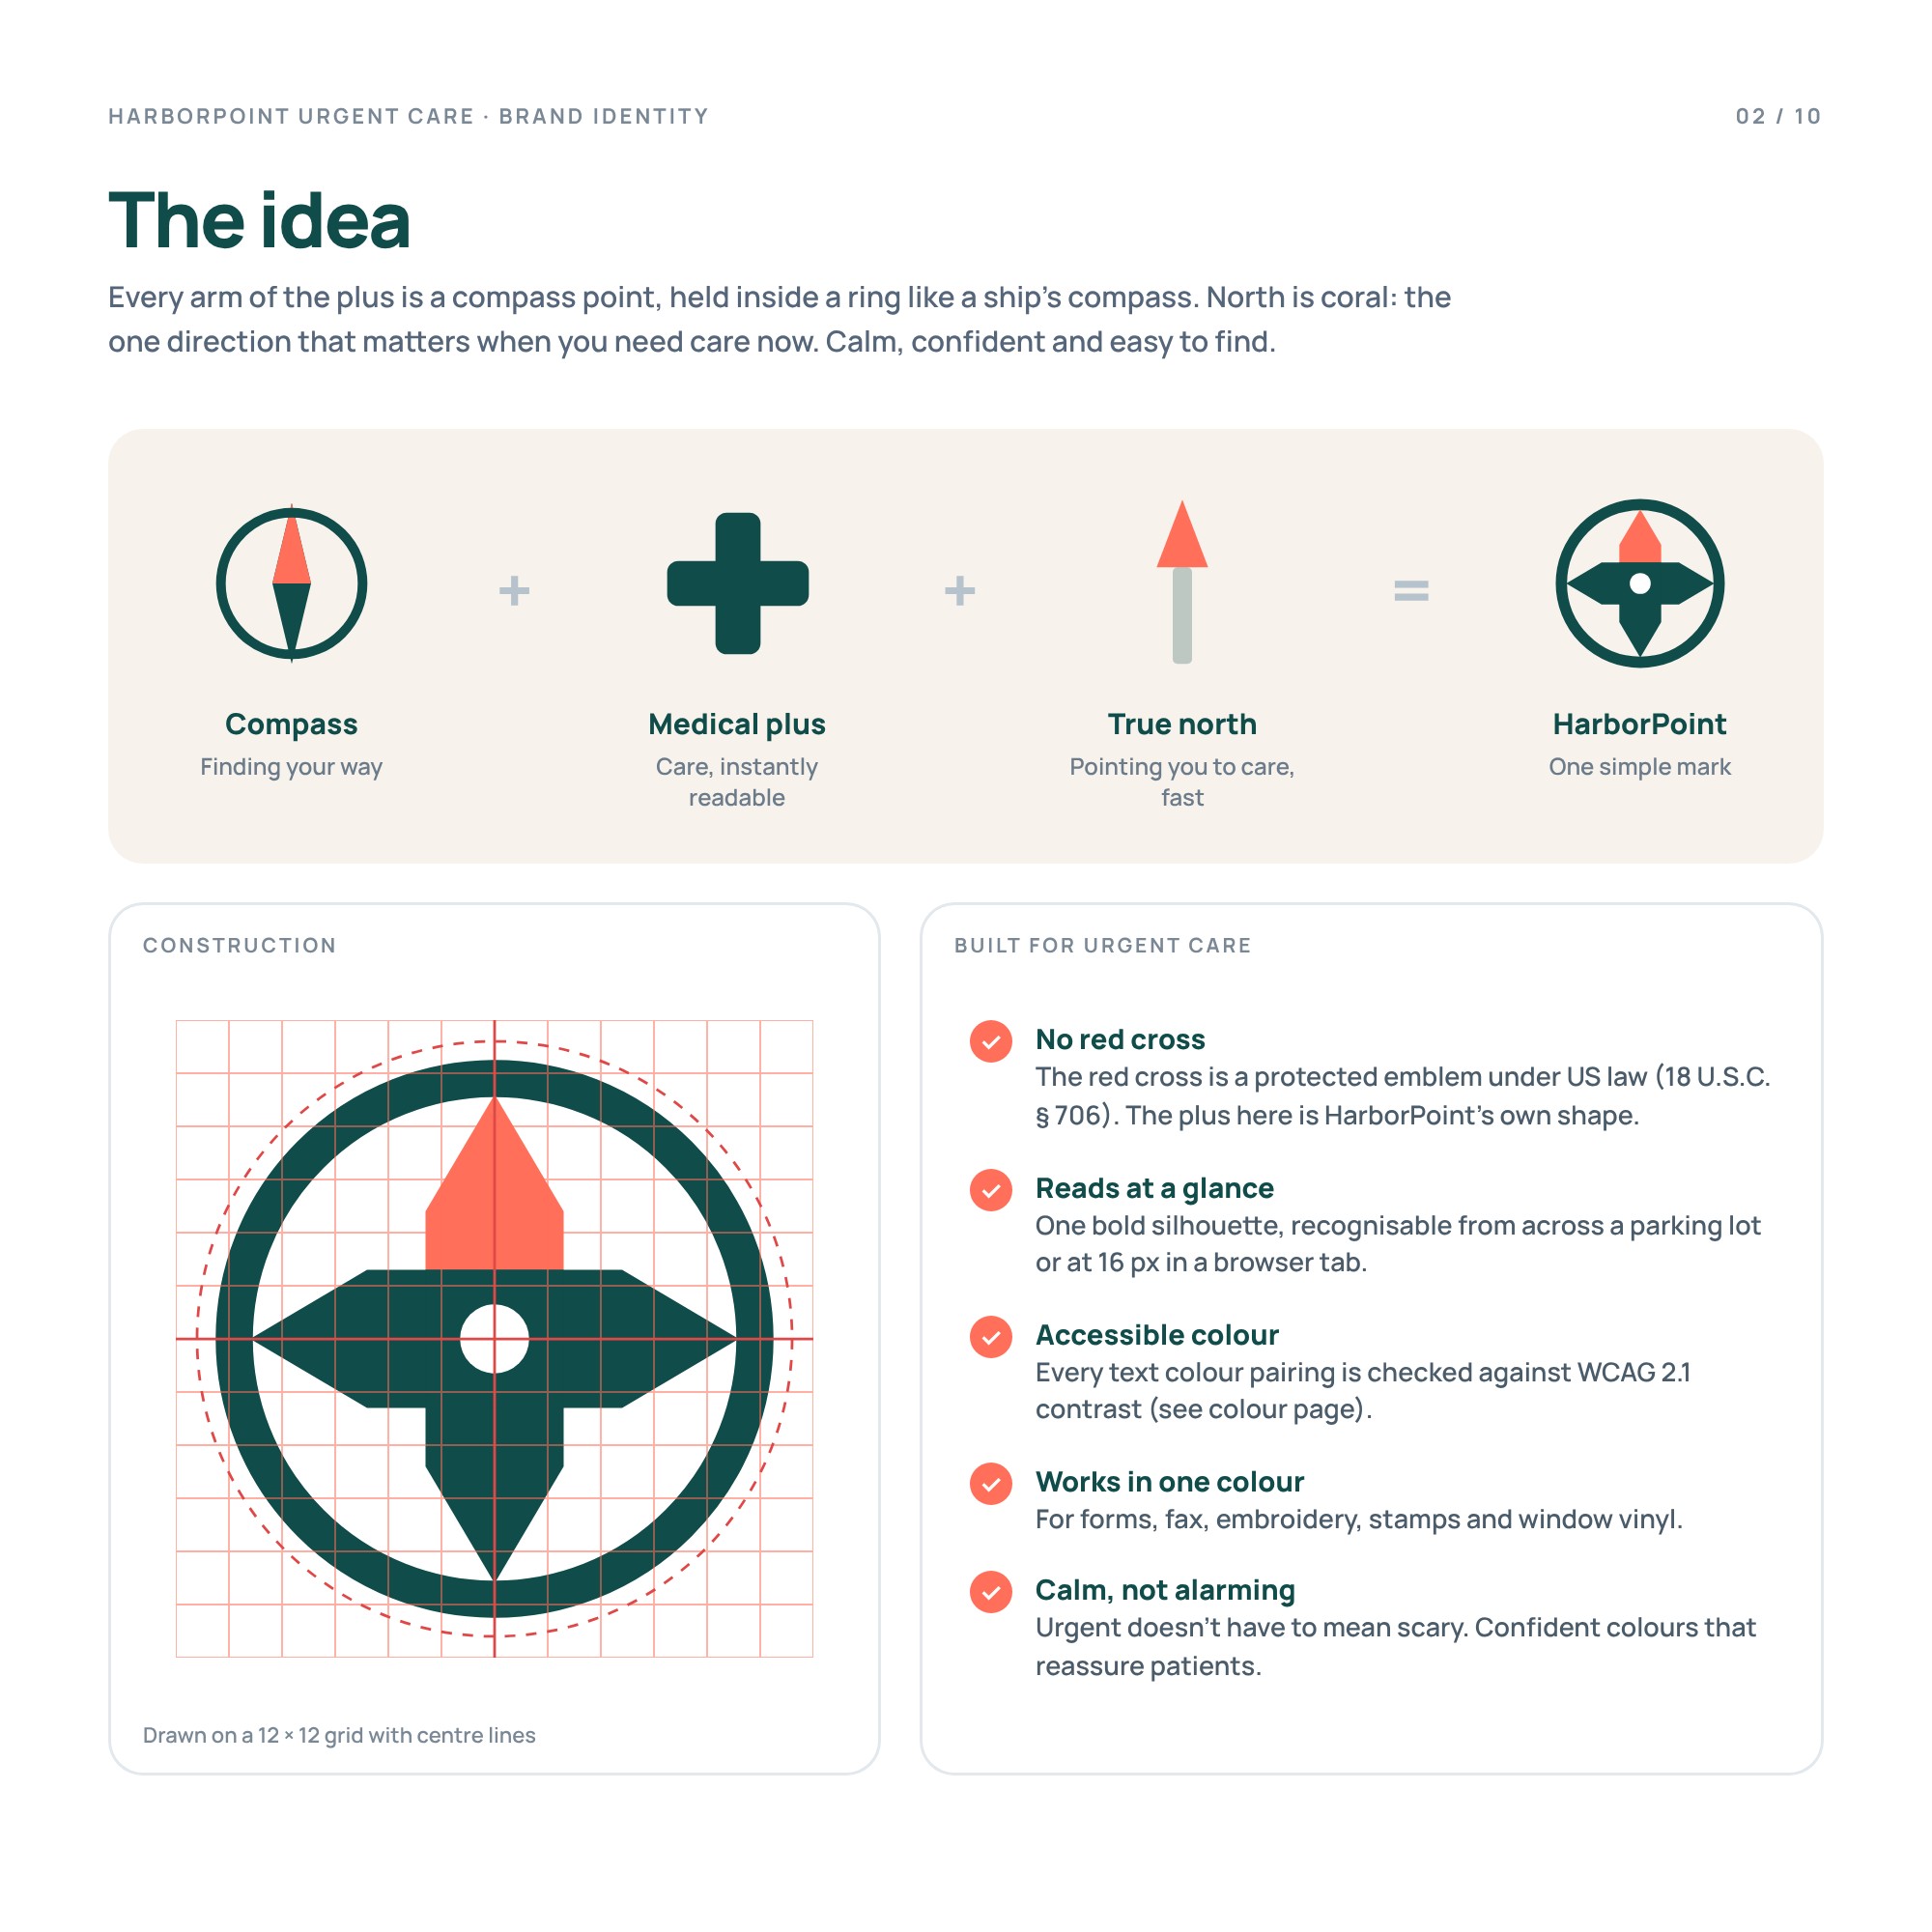 HARBORPOINT URGENT CARE · BRAND IDENTITY
02 / 10
The idea
Every arm of the plus is a compass point, held inside a ring like a ship’s compass. North is coral: the
one direction that matters when you need care now. Calm, confident and easy to find.
+
+
=
Compass
Finding your way
Medical plus
Care, instantly
readable
True north
Pointing you to care,
fast
HarborPoint
One simple mark
CONSTRUCTION
Drawn on a 12 × 12 grid with centre lines
BUILT FOR URGENT CARE
No red cross
The red cross is a protected emblem under US law (18 U.S.C.
§ 706). The plus here is HarborPoint’s own shape.
Reads at a glance
One bold silhouette, recognisable from across a parking lot
or at 16 px in a browser tab.
Accessible colour
Every text colour pairing is checked against WCAG 2.1
contrast (see colour page).
Works in one colour
For forms, fax, embroidery, stamps and window vinyl.
Calm, not alarming
Urgent doesn’t have to mean scary. Confident colours that
reassure patients.